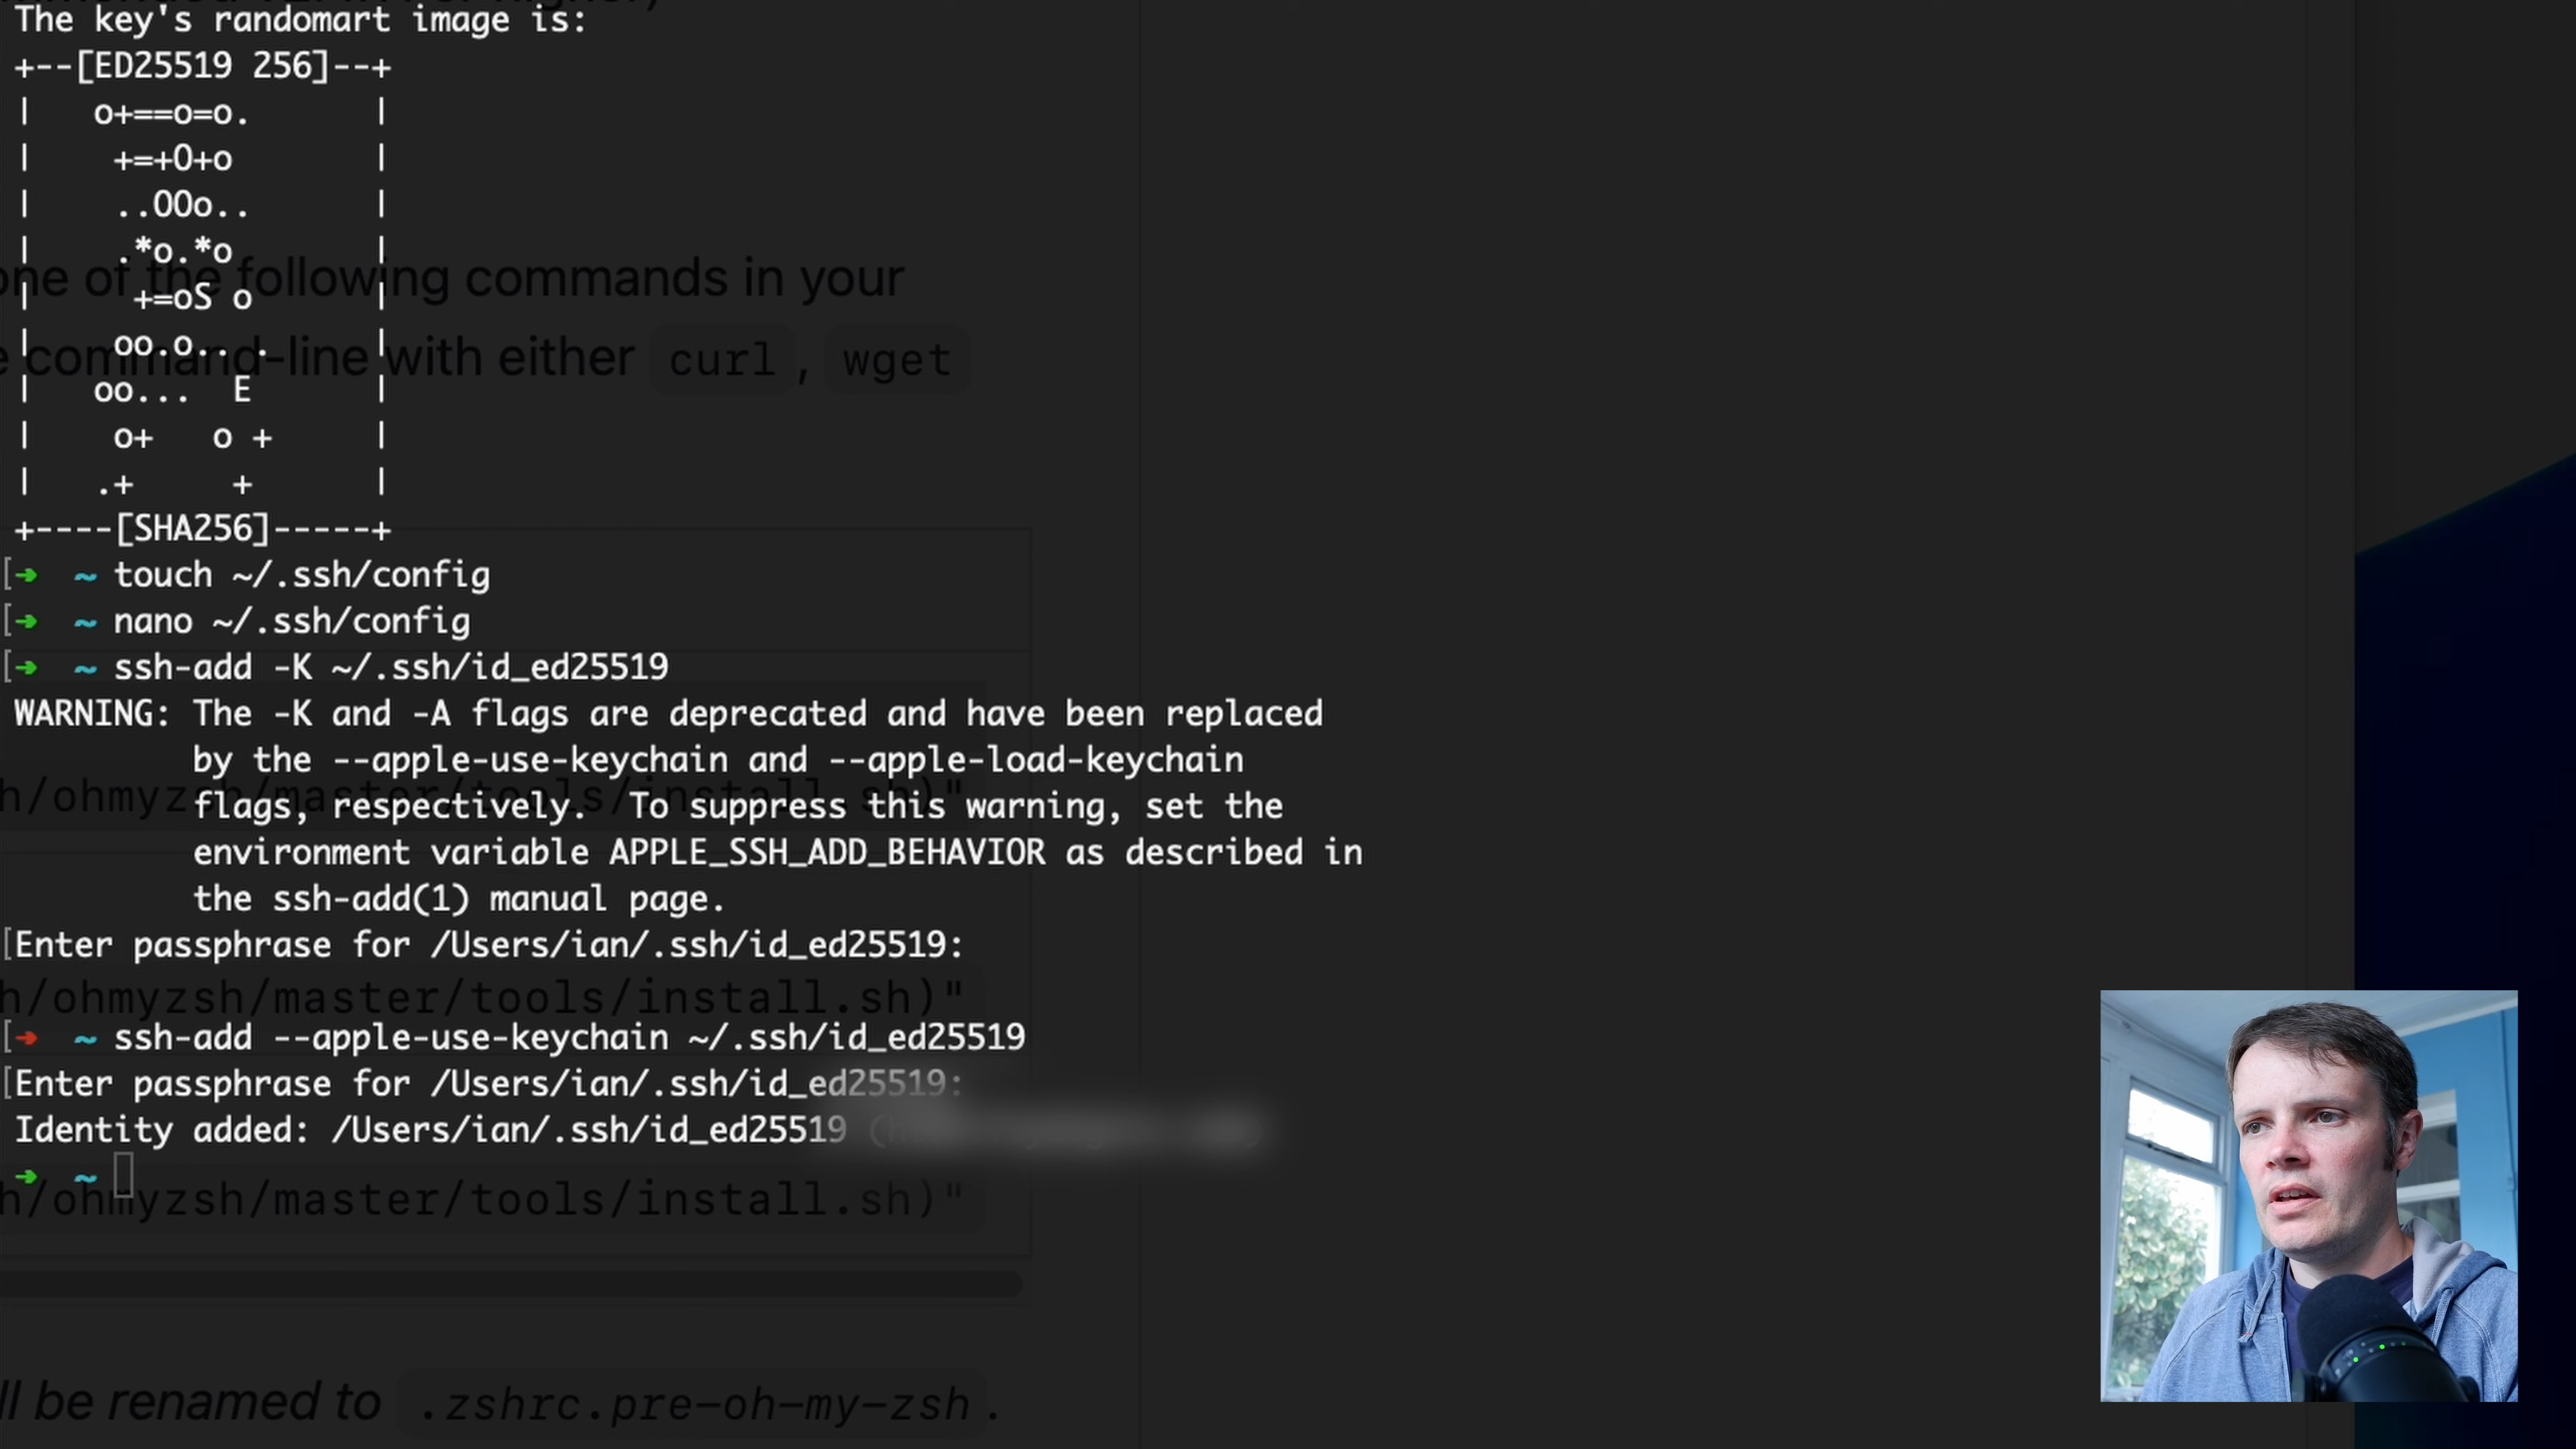 The key's randomart image is:
+--[ED25519 256]--+
|    o+==o=o.      |
|     +=+O+o       |
|     ..OOo..      |
|     .*o.*o       |
|      +=oS o      |
|     oo.o.. .     |
|    oo...  E      |
|     o+   o +     |
|    .+     +      |
+----[SHA256]-----+
one of the following commands in your
command-line with either curl, wget
[➜ ~ touch ~/.ssh/config
[➜ ~ nano ~/.ssh/config
[➜ ~ ssh-add -K ~/.ssh/id_ed25519
WARNING: The -K and -A flags are deprecated and have been replaced
by the --apple-use-keychain and --apple-load-keychain
h/ohmyzsh/master/tools/install.sh)"
flags, respectively.  To suppress this warning, set the
environment variable APPLE_SSH_ADD_BEHAVIOR as described in
the ssh-add(1) manual page.
[Enter passphrase for /Users/ian/.ssh/id_ed25519:
h/ohmyzsh/master/tools/install.sh)"
[➜ ~ ssh-add --apple-use-keychain ~/.ssh/id_ed25519
[Enter passphrase for /Users/ian/.ssh/id_ed25519:
Identity added: /Users/ian/.ssh/id_ed25519
➜ ~
h/ohmyzsh/master/tools/install.sh)"
ll be renamed to .zshrc.pre-oh-my-zsh.